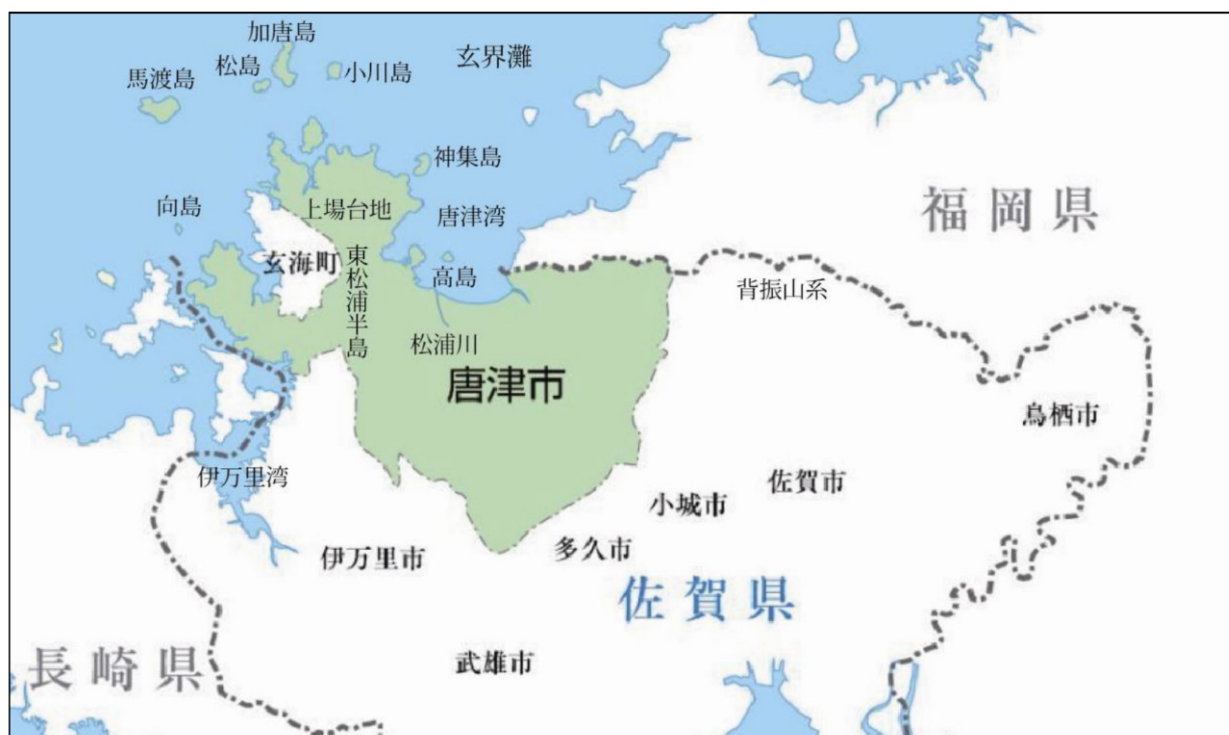 加唐島
松島
小川島
玄界灘
馬渡島
神集島
向島
上場台地
唐津湾
福岡県
玄海町
東松浦半島
高島
背振山系
松浦川
唐津市
鳥栖市
伊万里湾
佐賀市
小城市
伊万里市
多久市
佐賀県
長崎県
武雄市